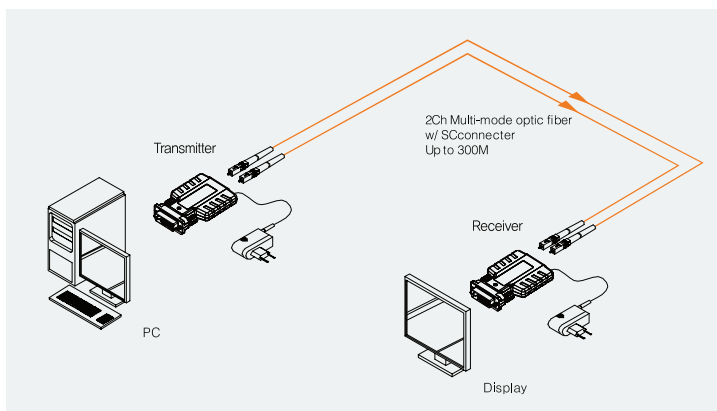 2Ch Multi-mode optic fiber
w/ SCconnecter
Up to 300M
Transmitter
Receiver
PC
Display